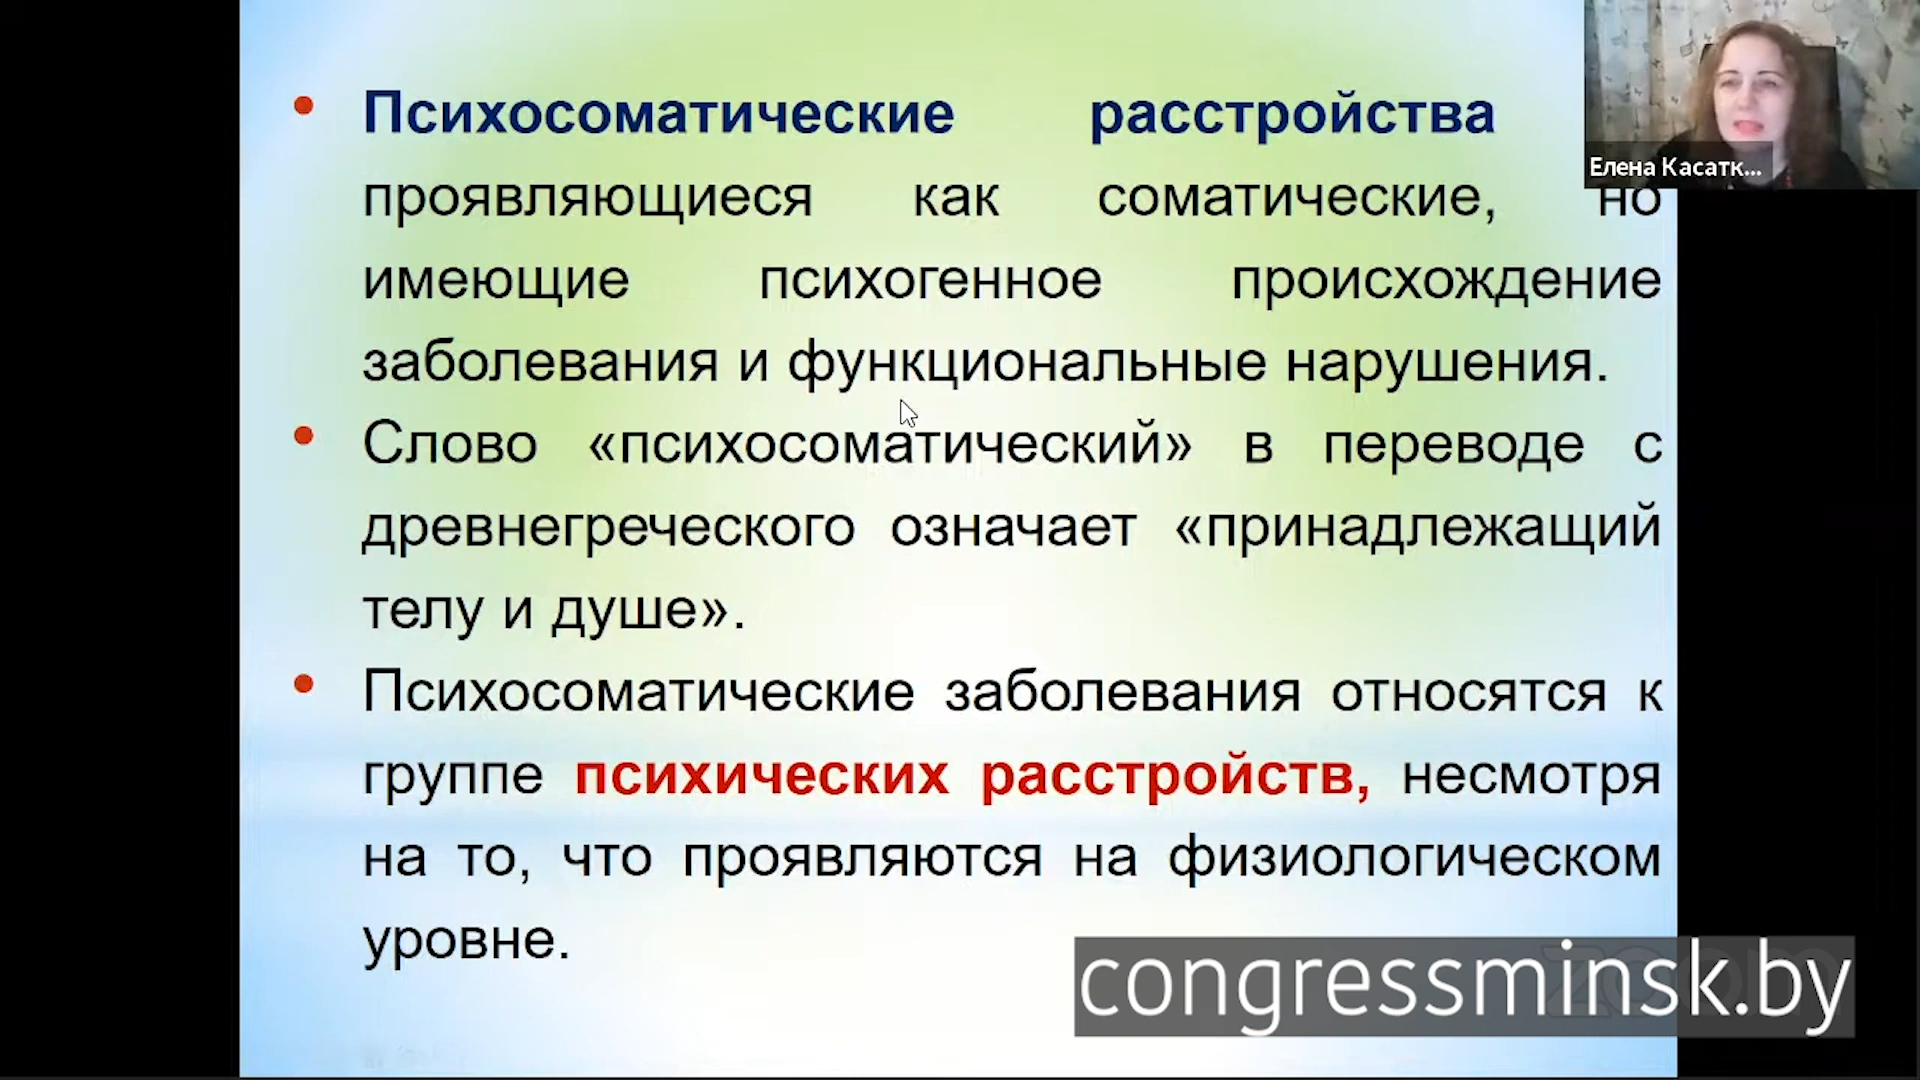 Психосоматические расстройства
проявляющиеся как соматические, но
имеющие психогенное происхождение
заболевания и функциональные нарушения.
Слово «психосоматический» в переводе с
древнегреческого означает «принадлежащий
телу и душе».
Психосоматические заболевания относятся к
группе психических расстройств, несмотря
на то, что проявляются на физиологическом
уровне.
Елена Касатк...
congressminsk.by
zoom